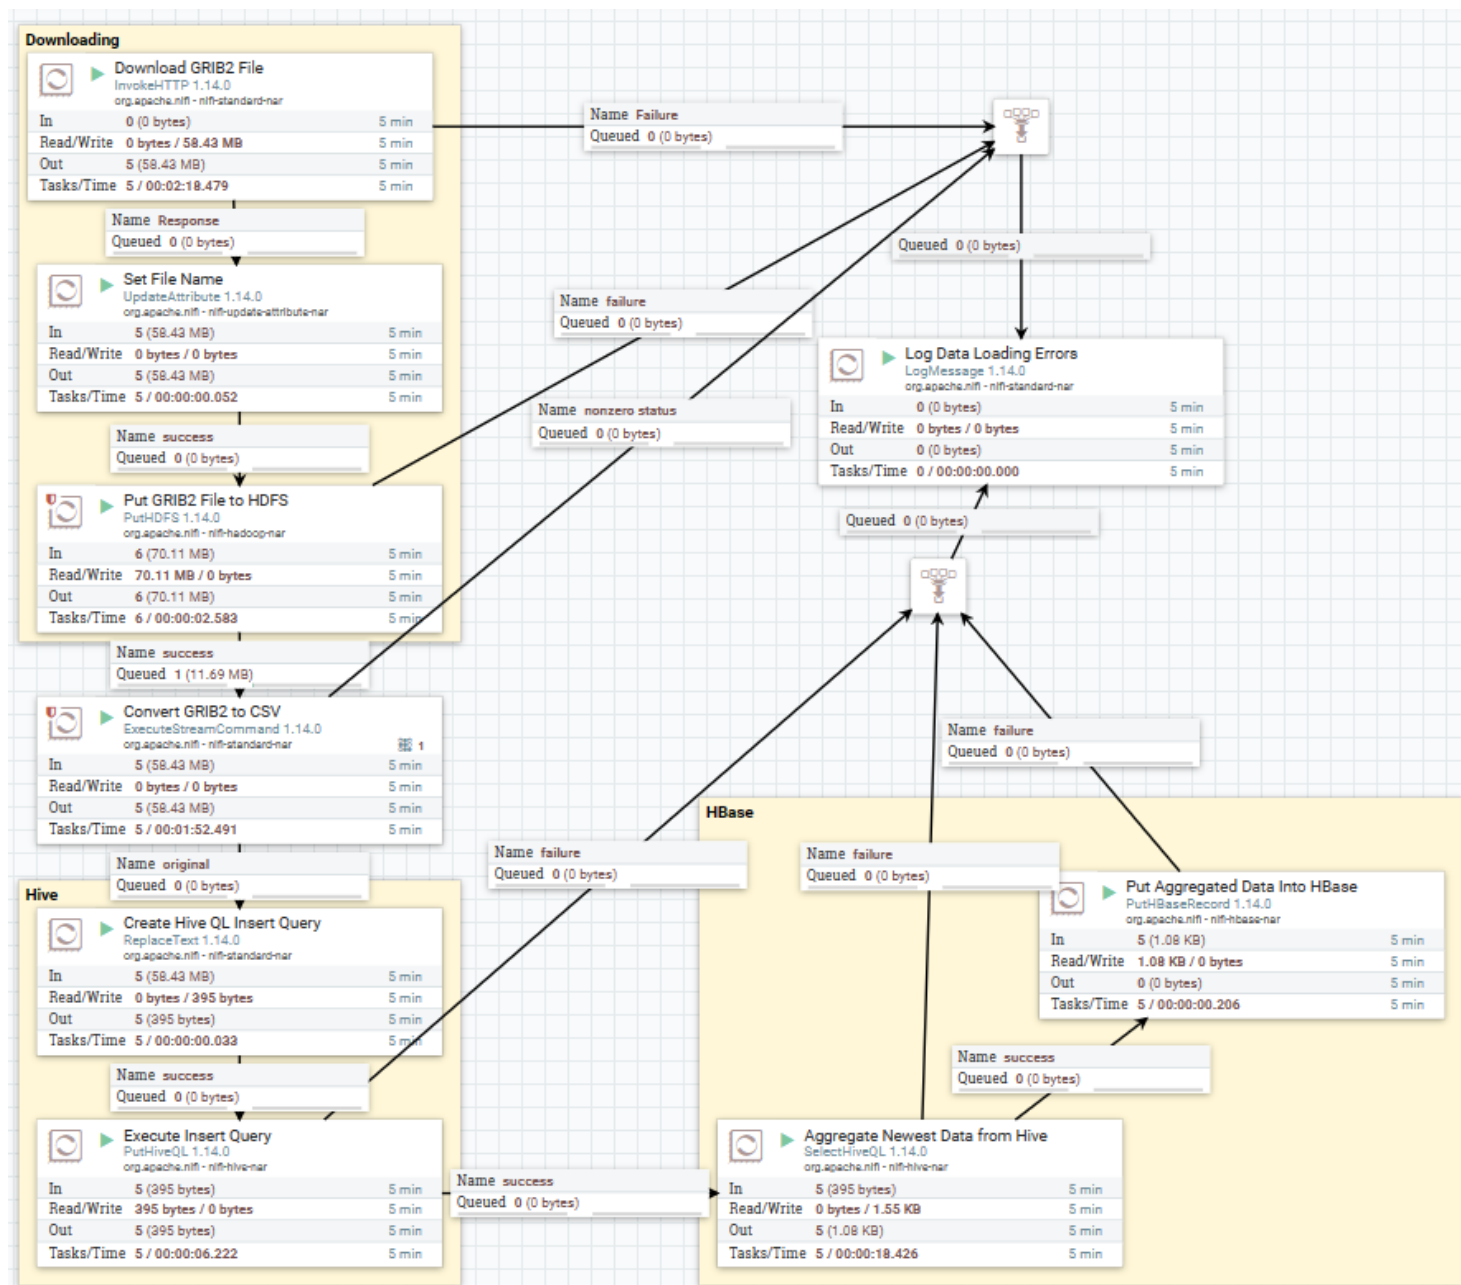 Downloading
Download GRIB2 File
InvokeHTTP 1.14.0
org.apache.nifi - nifi-standard-nar
In 0 (0 bytes) 5 min
Read/Write 0 bytes / 58.43 MB
Out 5 (58.43 MB) 5 min
Tasks/Time 5 / 00:02:18.479 5 min
Name Failure
Queued 0 (0 bytes)
Name Response
Queued 0 (0 bytes)
Queued 0 (0 bytes)
Set File Name
UpdateAttribute 1.14.0
org.apache.nifi - nifi-update-attribute-nar
In 5 (58.43 MB) 5 min
Read/Write 0 bytes / 0 bytes 5 min
Out 5 (58.43 MB) 5 min
Tasks/Time 5 / 00:00:00.052 5 min
Name failure
Queued 0 (0 bytes)
Name nonzero status
Queued 0 (0 bytes)
Log Data Loading Errors
LogMessage 1.14.0
org.apache.nifi - nifi-standard-nar
In 0 (0 bytes) 5 min
Read/Write 0 bytes / 0 bytes 5 min
Out 0 (0 bytes) 5 min
Tasks/Time 0 / 00:00:00.000 5 min
Name success
Queued 0 (0 bytes)
Put GRIB2 File to HDFS
PutHDFS 1.14.0
org.apache.nifi - nifi-hadoop-nar
In 6 (70.11 MB) 5 min
Read/Write 70.11 MB / 0 bytes 5 min
Out 6 (70.11 MB) 5 min
Tasks/Time 6 / 00:00:02.583 5 min
Queued 0 (0 bytes)
Name success
Queued 1 (11.69 MB)
Convert GRIB2 to CSV
ExecuteStreamCommand 1.14.0
org.apache.nifi - nifi-standard-nar
1
In 5 (58.43 MB) 5 min
Read/Write 0 bytes / 0 bytes 5 min
Out 5 (58.43 MB) 5 min
Tasks/Time 5 / 00:01:52.491 5 min
Name failure
Queued 0 (0 bytes)
Name original
Queued 0 (0 bytes)
Name failure
Queued 0 (0 bytes)
HBase
Name failure
Queued 0 (0 bytes)
Put Aggregated Data Into HBase
PutHBaseRecord 1.14.0
org.apache.nifi - nifi-hbase-nar
In 5 (1.08 KB) 5 min
Read/Write 1.08 KB / 0 bytes 5 min
Out 0 (0 bytes) 5 min
Tasks/Time 5 / 00:00:00.206 5 min
Hive
Create Hive QL Insert Query
ReplaceText 1.14.0
org.apache.nifi - nifi-standard-nar
In 5 (58.43 MB) 5 min
Read/Write 0 bytes / 395 bytes 5 min
Out 5 (395 bytes) 5 min
Tasks/Time 5 / 00:00:00.033 5 min
Name success
Queued 0 (0 bytes)
Name success
Queued 0 (0 bytes)
Execute Insert Query
PutHiveQL 1.14.0
org.apache.nifi - nifi-hive-nar
In 5 (395 bytes) 5 min
Read/Write 395 bytes / 0 bytes 5 min
Out 5 (395 bytes) 5 min
Tasks/Time 5 / 00:00:06.222 5 min
Name success
Queued 0 (0 bytes)
Aggregate Newest Data from Hive
SelectHiveQL 1.14.0
org.apache.nifi - nifi-hive-nar
In 5 (395 bytes) 5 min
Read/Write 0 bytes / 1.55 KB 5 min
Out 5 (1.08 KB) 5 min
Tasks/Time 5 / 00:00:18.426 5 min